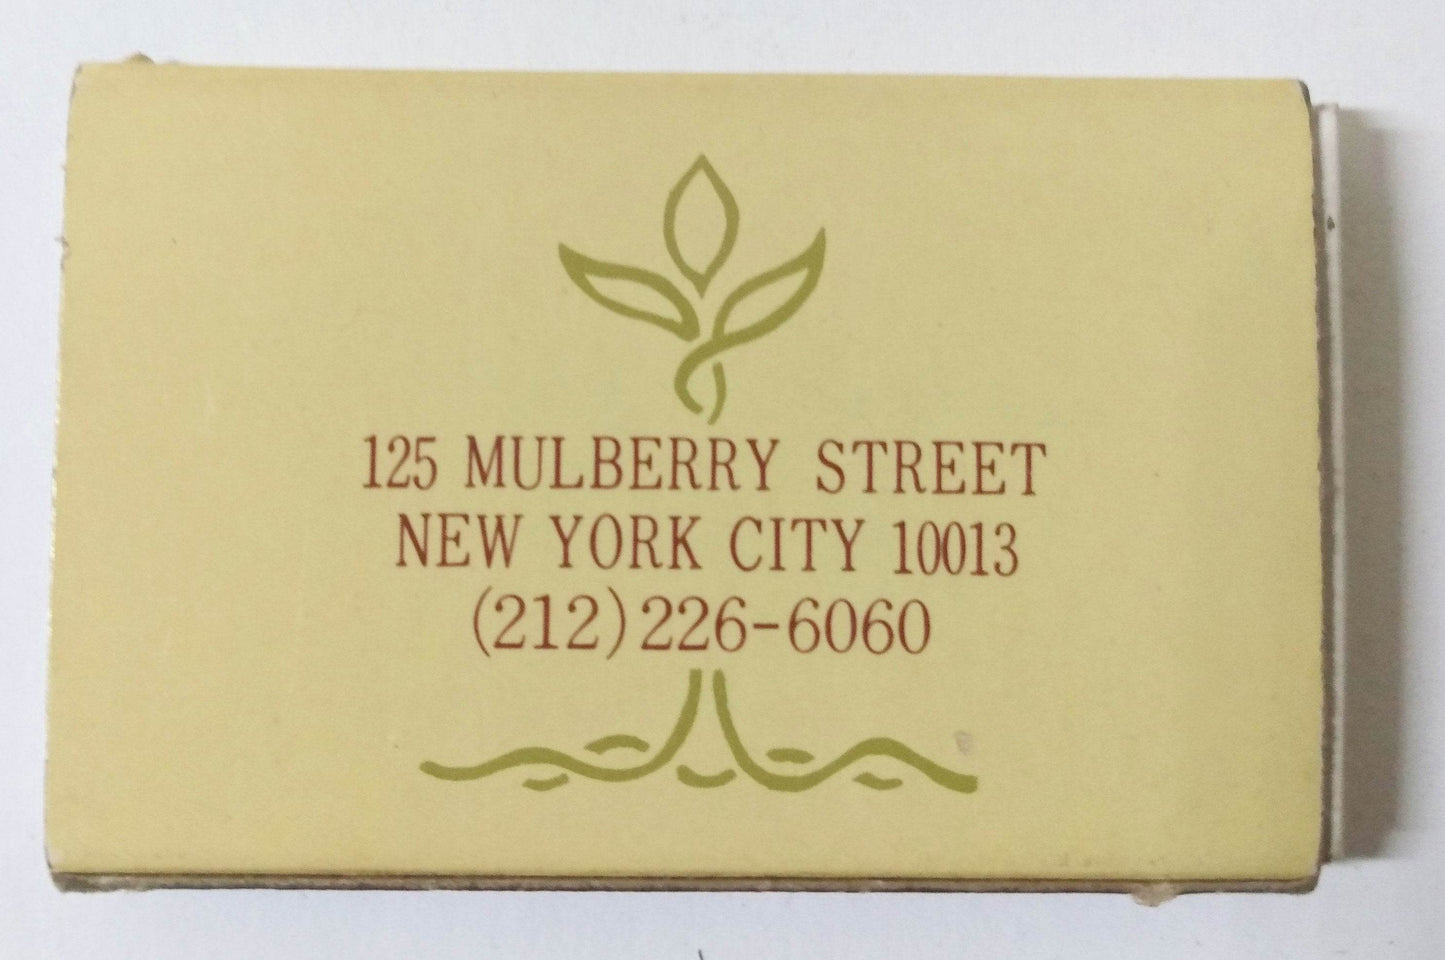 125 MULBERRY STREET
NEW YORK CITY 10013
(212) 226-6060